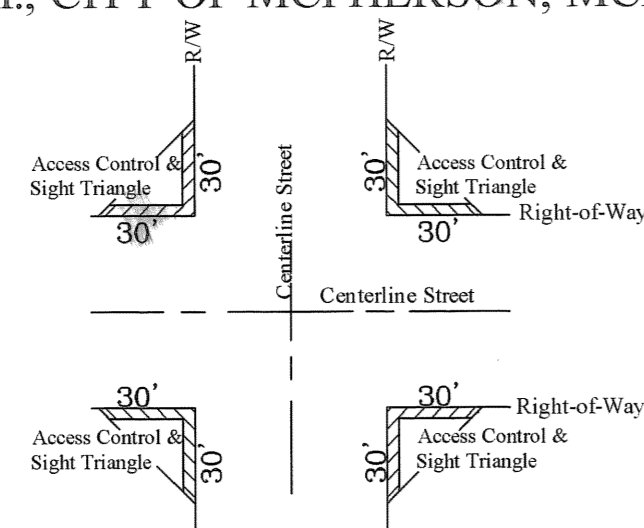 CITY OF MCPHERSON, MC
R/W
R/W
Access Control &
Sight Triangle
30'
30'
Centerline Street
30'
Access Control &
Sight Triangle
30'
Right-of-Way
Centerline Street
30'
Access Control &
Sight Triangle
30'
30'
Right-of-Way
Access Control &
Sight Triangle
30'